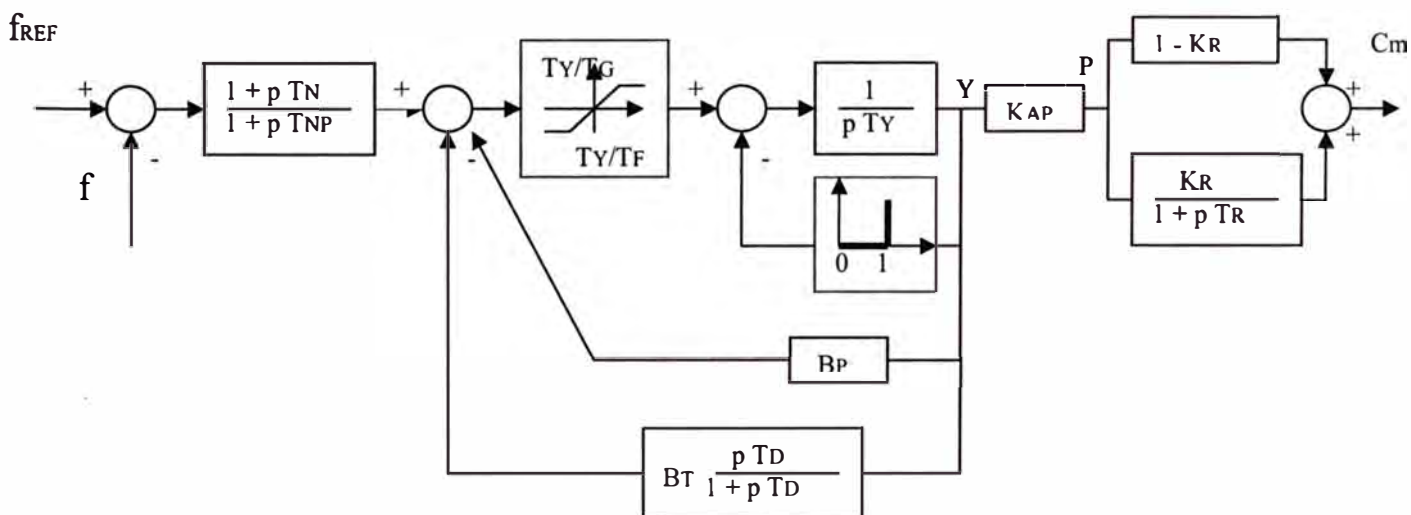 fREF
+
-
f
1 + p TN
1 + p TNP
+
-
TY/TG
TY/TF
+
-
1
p TY
0 1
Y
KAP
P
1 - KR
KR
1 + p TR
+
+
Cm
BP
BT p TD
1 + p TD